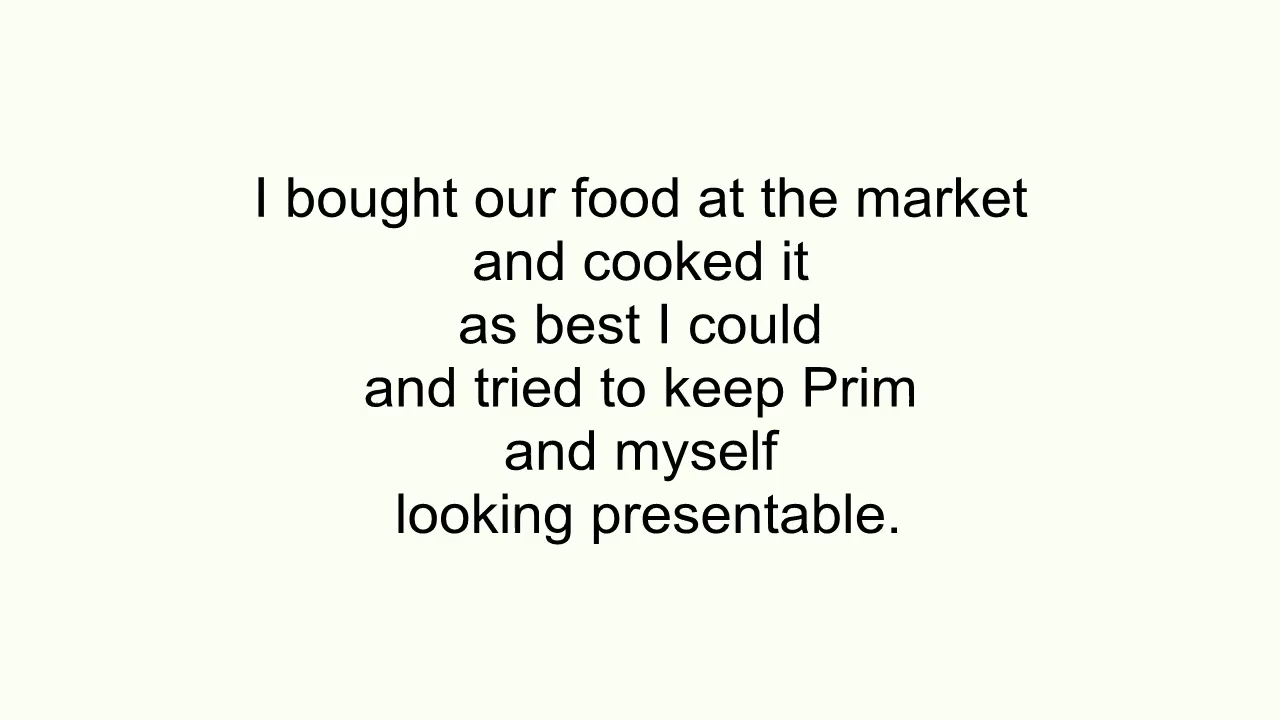 I bought our food at the market
and cooked it
as best I could
and tried to keep Prim
and myself
looking presentable.